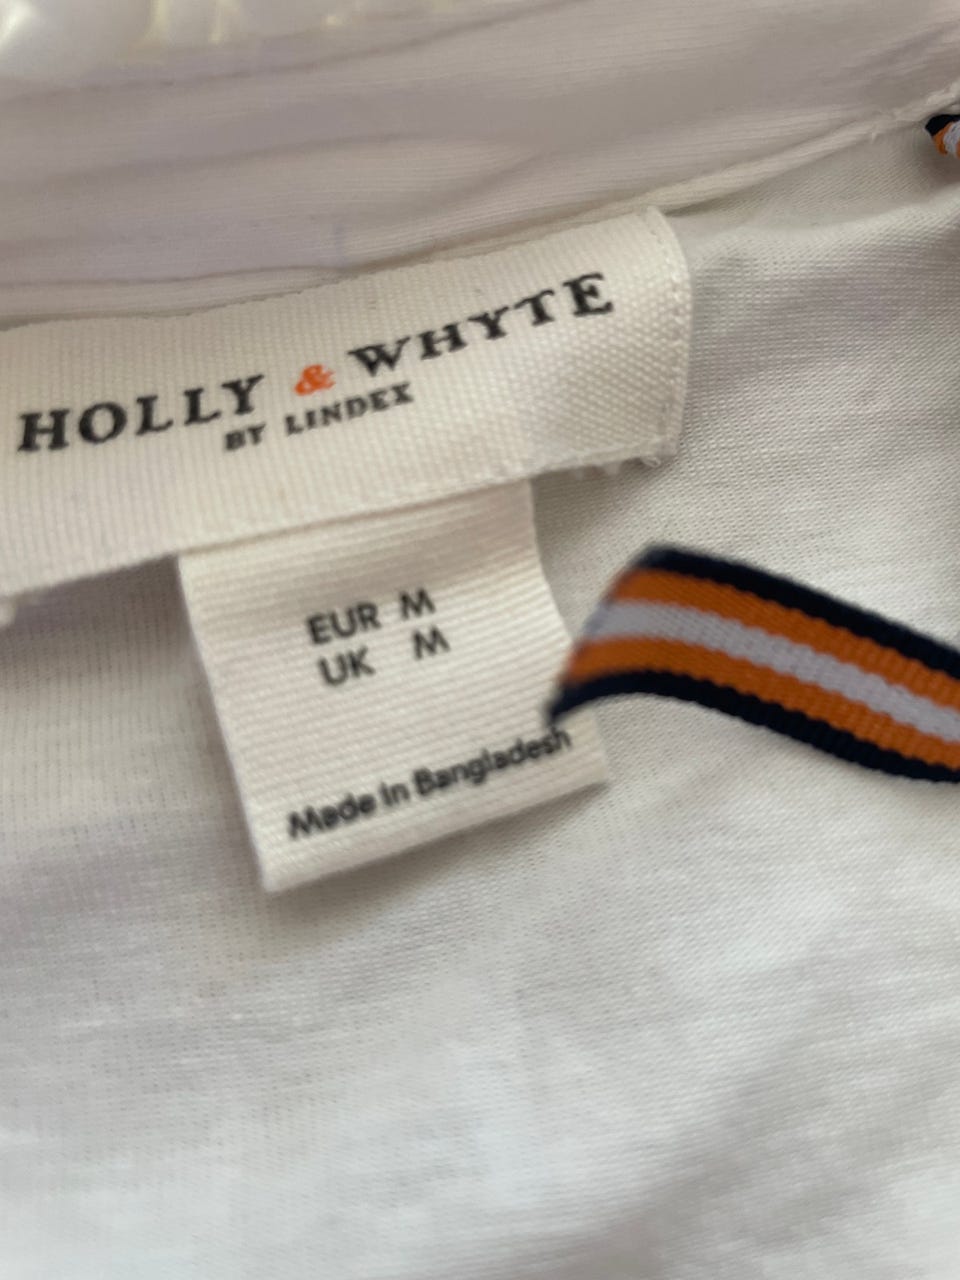 HOLLY & WHYTE
BY LINDEX
EUR M
UK M
Made in Bangladesh